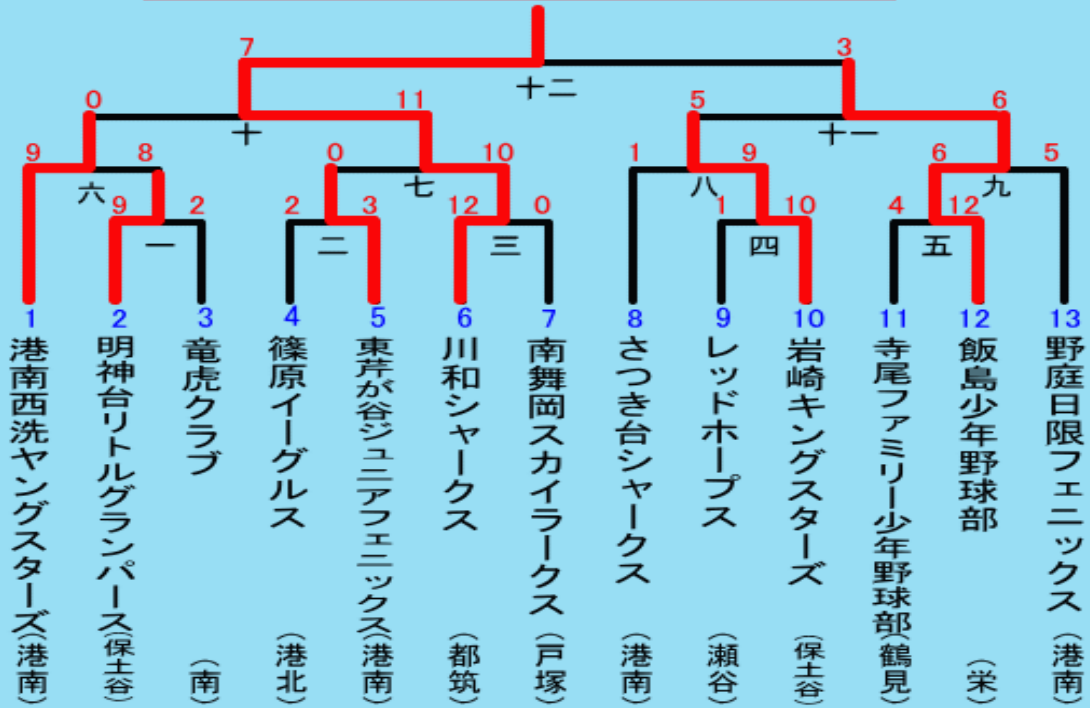 7
3
十二
0
11
5
6
十
十一
9
8
0
10
1
9
6
5
六
七
八
九
9
2
2
3
12
0
1
10
4
12
一
二
三
四
五
1
2
3
4
5
6
7
8
9
10
11
12
13
港南西洗ヤングスターズ(港南)
明神台リトルグランパース(保土谷)
竜虎クラブ(南)
篠原イーグルス(港北)
東芹が谷ジュニアフェニックス(港南)
川和シャークス(都筑)
南舞岡スカイラークス(戸塚)
さつき台シャークス(港南)
レッドホープス(瀬谷)
岩崎キングスターズ(保土谷)
寺尾ファミリー少年野球部(鶴見)
飯島少年野球部(栄)
野庭日限フェニックス(港南)